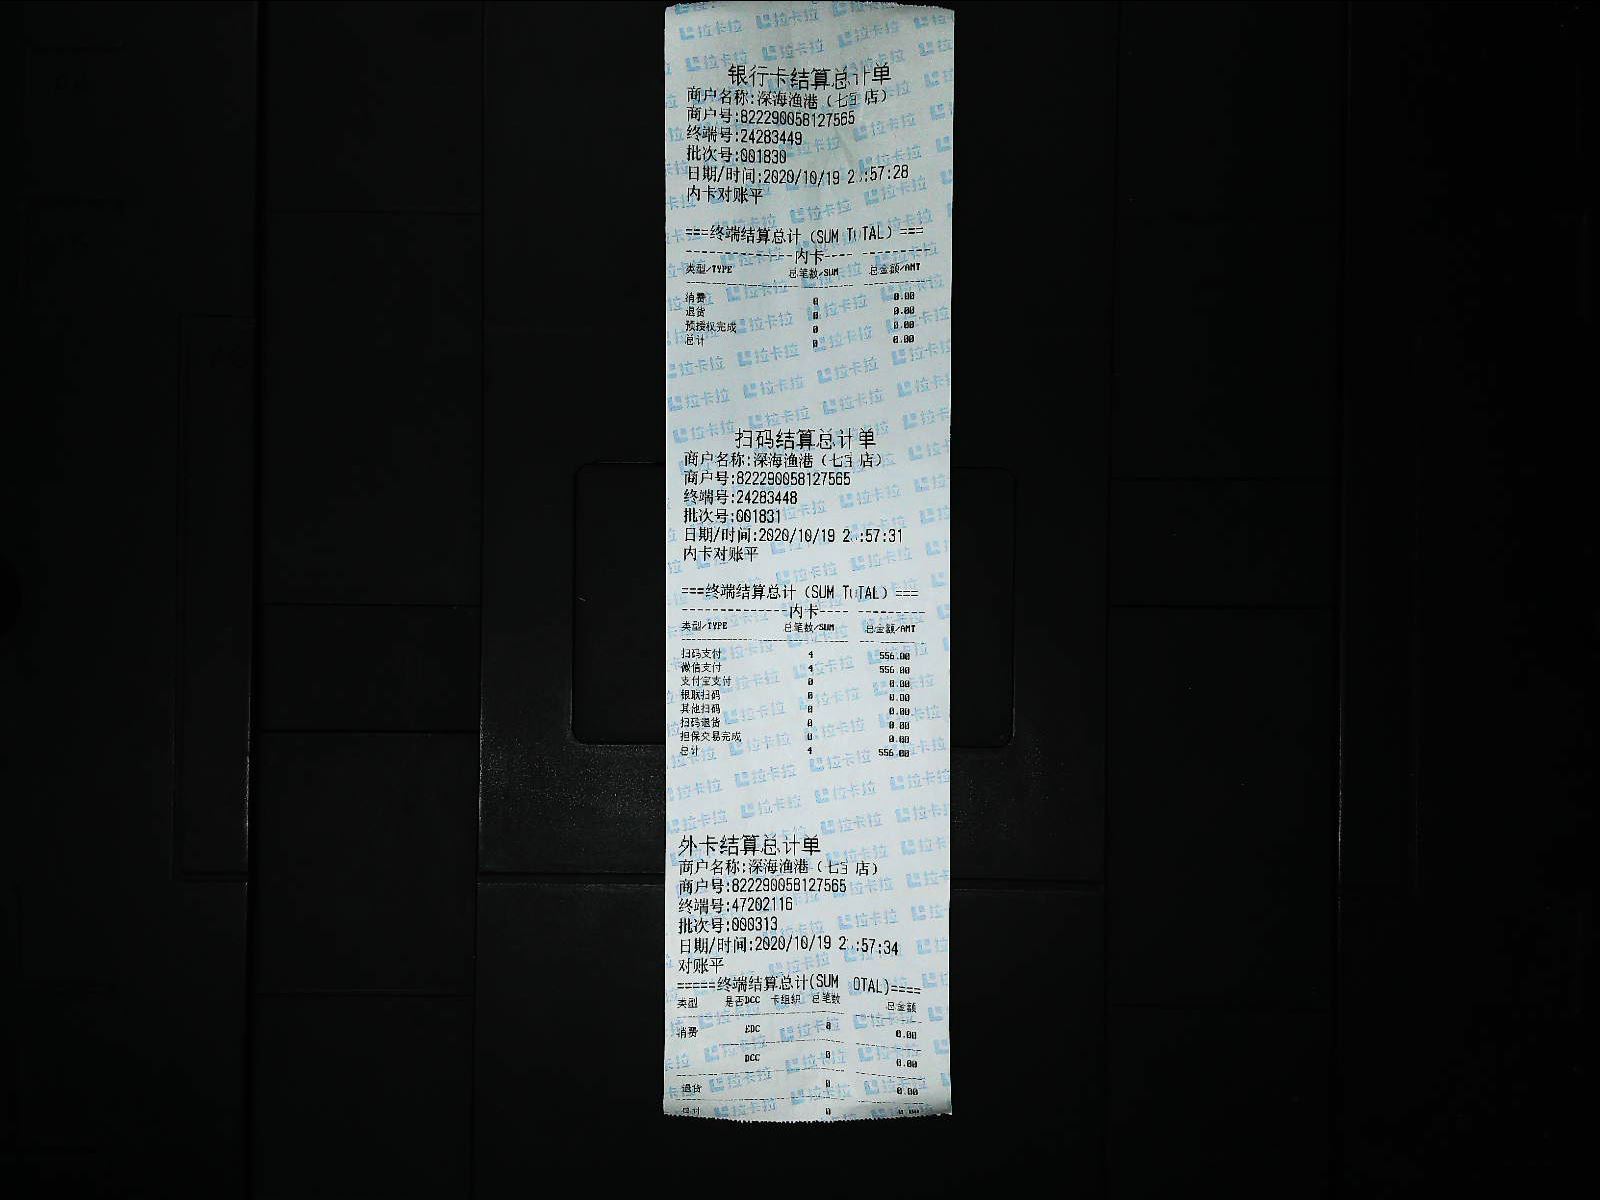 银行卡结算总计单
商户名称:深海渔港（七 店）
商户号:822290058127565
终端号:24283449
批次号:001830
日期/时间:2020/10/19 2 :57:28
内卡对账平
===终端结算总计（SUM TOTAL）===
内卡
类型/TYPE 总笔数/SUM 总金额/AMT
消费 0 0.00
退货 0 0.00
预授权完成 0 0.00
总计 0 0.00
扫码结算总计单
商户名称:深海渔港（七 店）
商户号:822290058127565
终端号:24283448
批次号:001831
日期/时间:2020/10/19 2 :57:31
内卡对账平
===终端结算总计（SUM TOTAL）===
内卡
类型/TYPE 总笔数/SUM 总金额/AMT
扫码支付 4 556.00
微信支付 4 556.00
支付宝支付 0 0.00
银联扫码 0 0.00
其他扫码 0 0.00
扫码退货 0 0.00
担保交易完成 0 0.00
总计 4 556.00
外卡结算总计单
商户名称:深海渔港（七 店）
商户号:822290058127565
终端号:47202116
批次号:000313
日期/时间:2020/10/19 2 :57:34
对账平
=====终端结算总计(SUM OTAL)====
类型 是否DCC 卡组织 总笔数 总金额
消费 EDC 0 0.00
DCC 0 0.00
退货 0 0.00
总计 0 0.00
拉卡拉